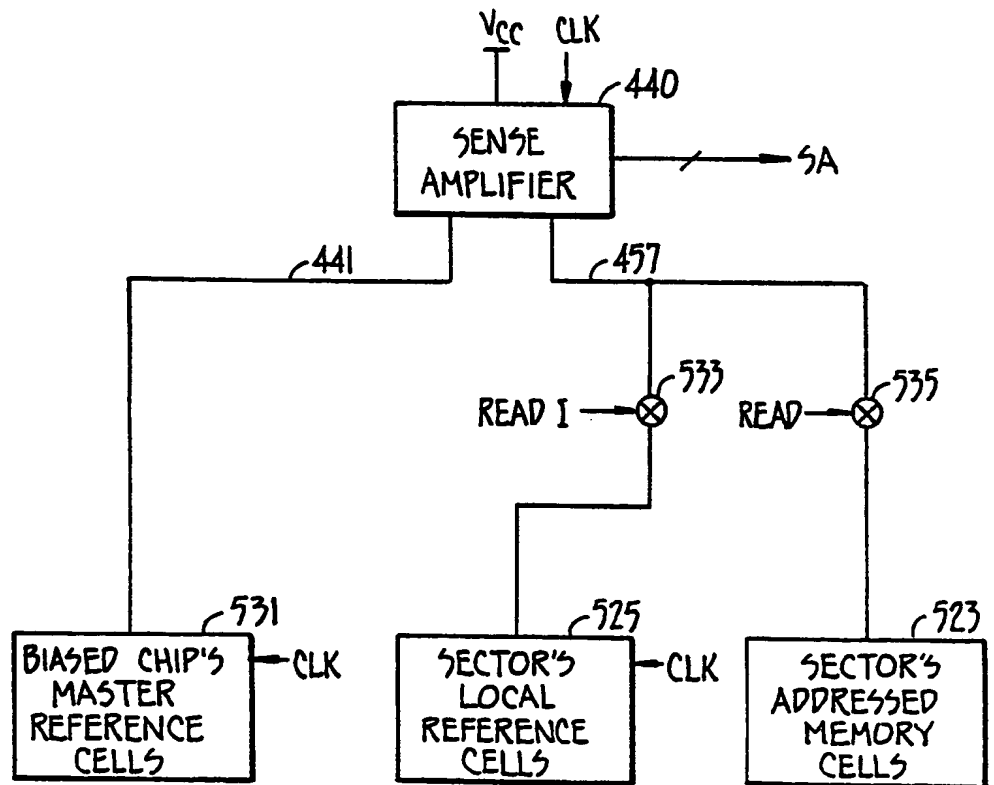 VCC CLK
440
SENSE
AMPLIFIER
SA
441
457
533
535
READ I
READ
531
525
523
BIASED CHIP'S
MASTER
REFERENCE
CELLS
CLK
SECTOR'S
LOCAL
REFERENCE
CELLS
CLK
SECTOR'S
ADDRESSED
MEMORY
CELLS